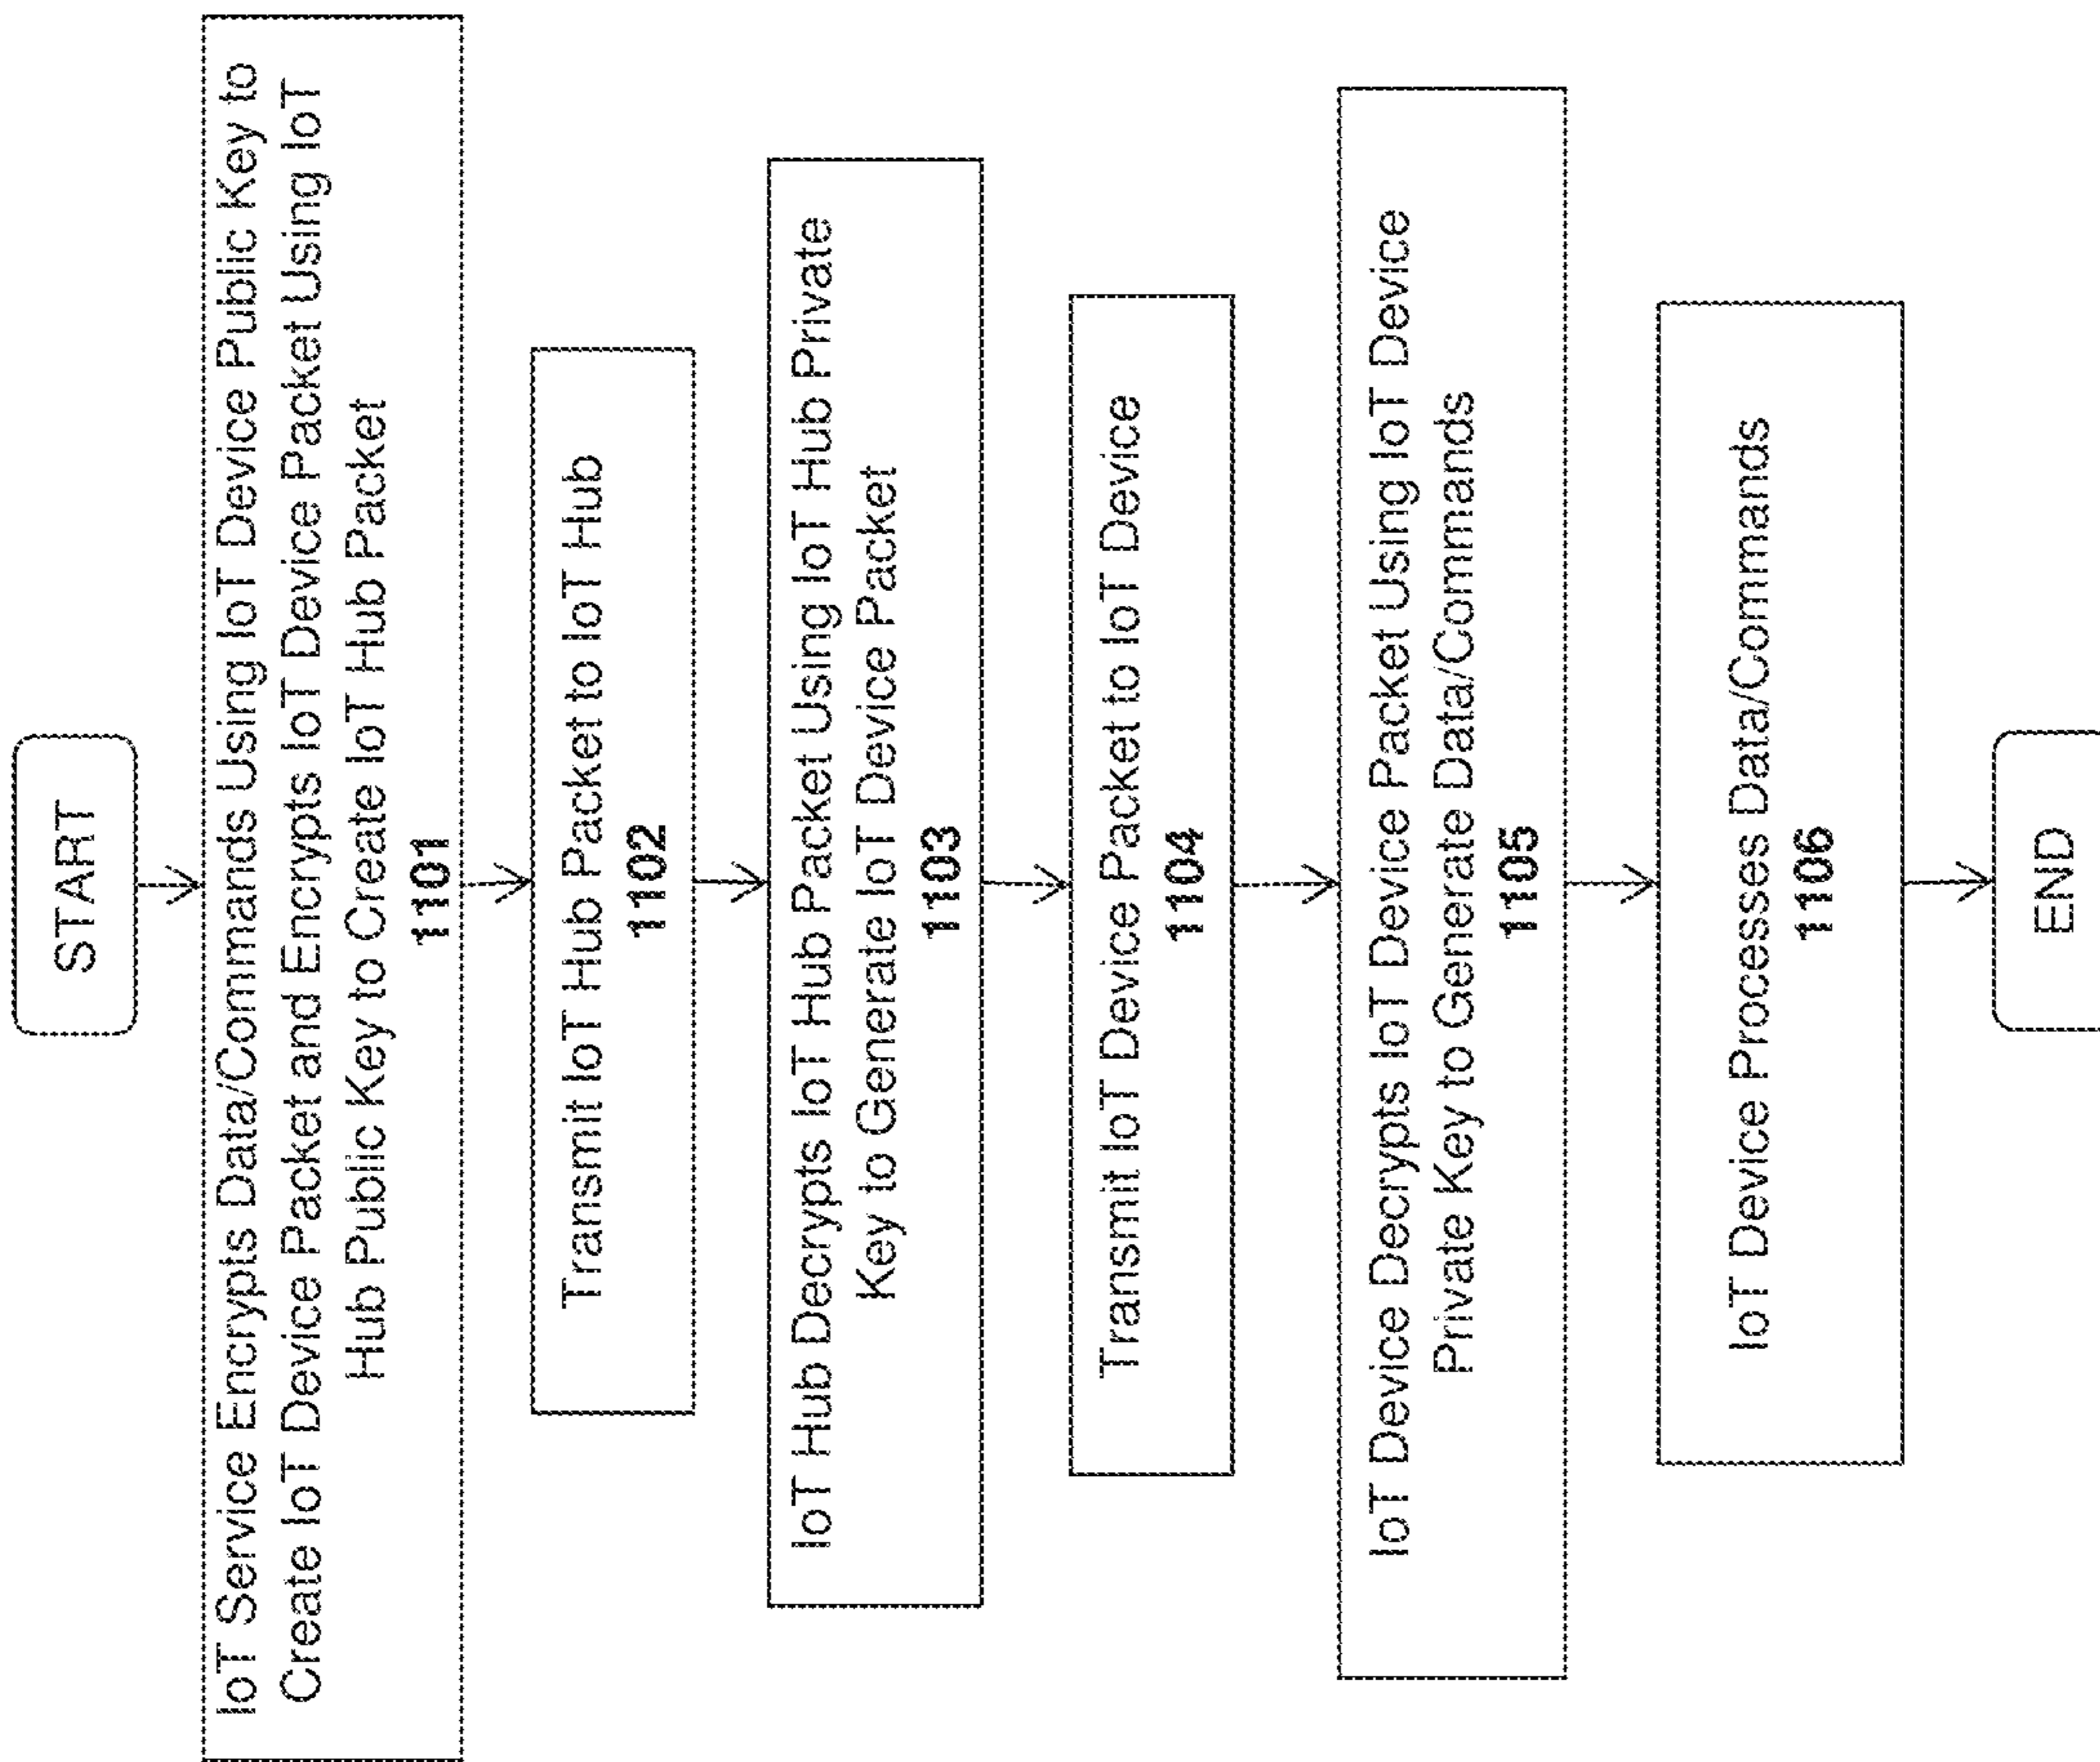 START
IoT Service Encrypts Data/Commands Using IoT Device Public Key to
Create IoT Device Packet and Encrypts IoT Device Packet Using IoT
Hub Public Key to Create IoT Hub Packet
1101
Transmit IoT Hub Packet to IoT Hub
1102
IoT Hub Decrypts IoT Hub Packet Using IoT Hub Private
Key to Generate IoT Device Packet
1103
Transmit IoT Device Packet to IoT Device
1104
IoT Device Decrypts IoT Device Packet Using IoT Device
Private Key to Generate Data/Commands
1105
IoT Device Processes Data/Commands
1106
END